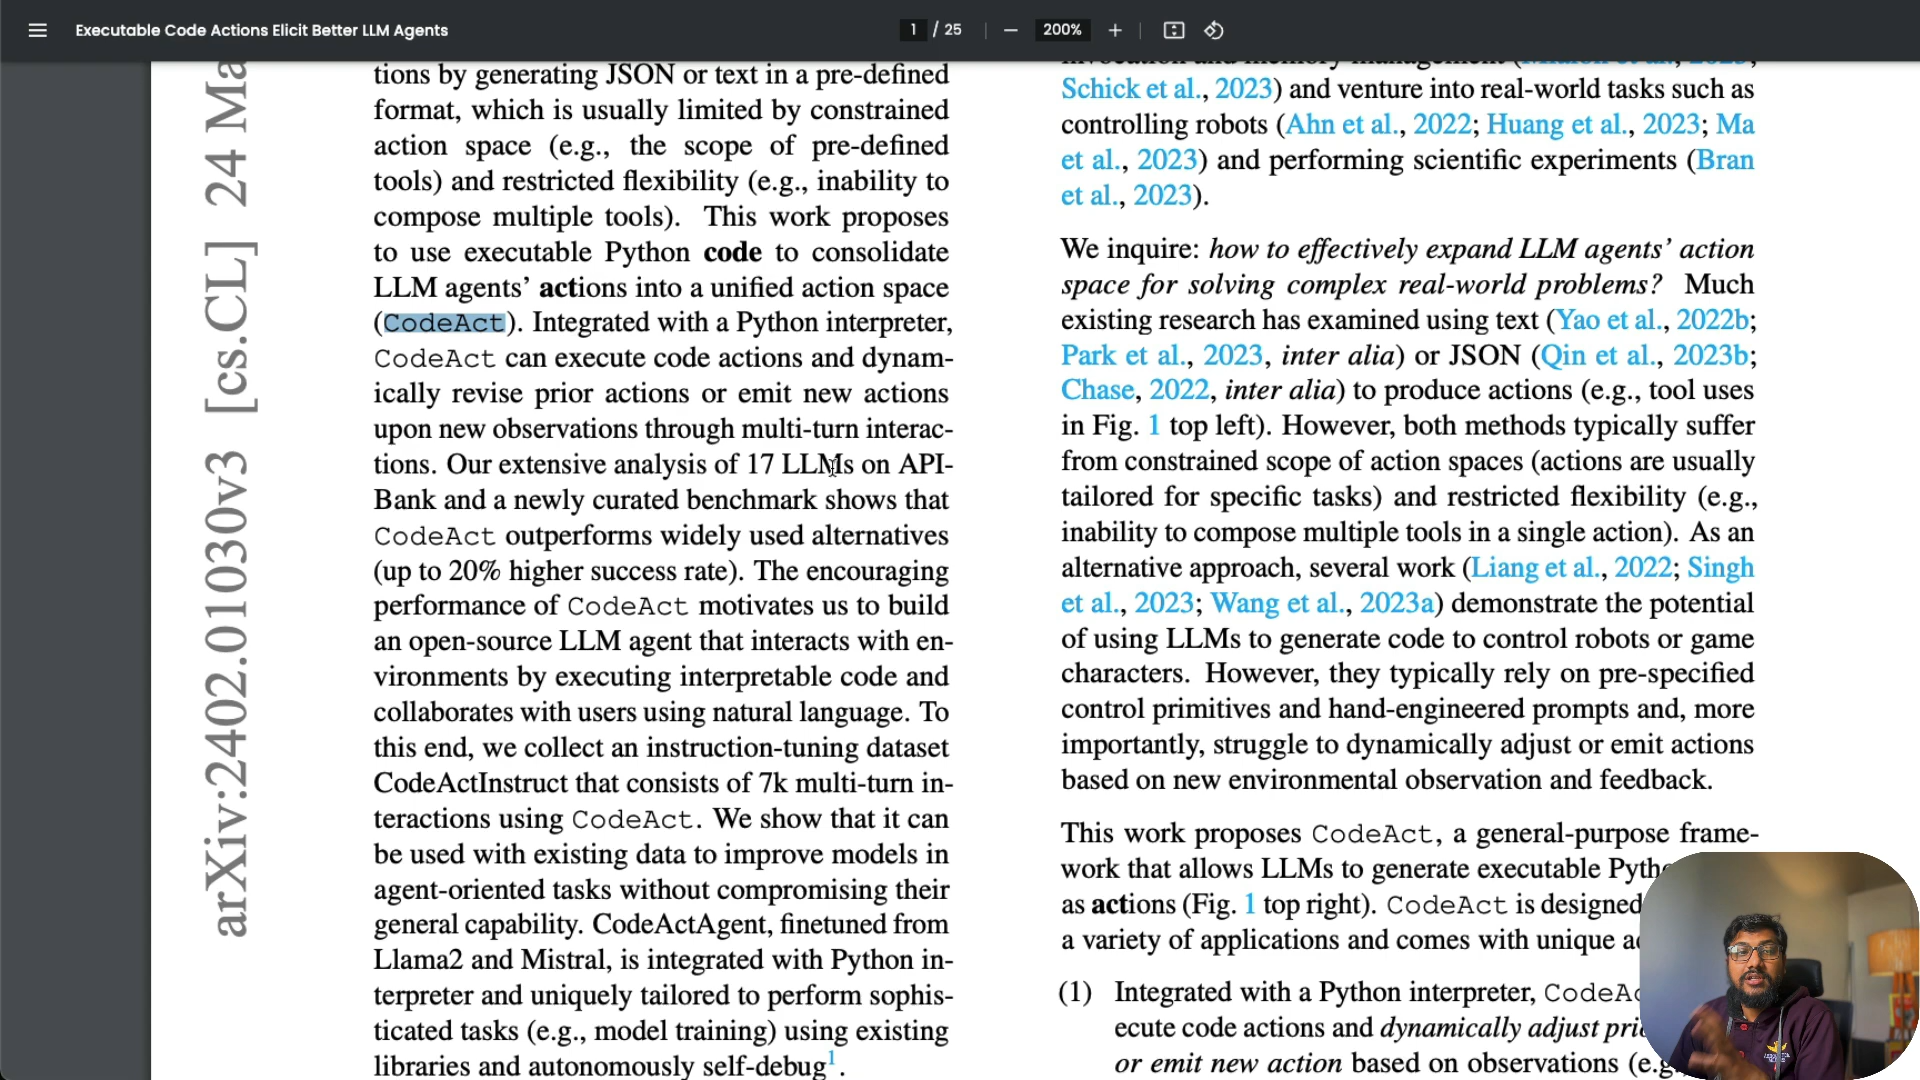 Executable Code Actions Elicit Better LLM Agents
1 / 25
200%
arXiv:2402.01030v3 [cs.CL] 24 Ma
tions by generating JSON or text in a pre-defined
format, which is usually limited by constrained
action space (e.g., the scope of pre-defined
tools) and restricted flexibility (e.g., inability to
compose multiple tools). This work proposes
to use executable Python code to consolidate
LLM agents’ actions into a unified action space
(CodeAct). Integrated with a Python interpreter,
CodeAct can execute code actions and dynam-
ically revise prior actions or emit new actions
upon new observations through multi-turn interac-
tions. Our extensive analysis of 17 LLMs on API-
Bank and a newly curated benchmark shows that
CodeAct outperforms widely used alternatives
(up to 20% higher success rate). The encouraging
performance of CodeAct motivates us to build
an open-source LLM agent that interacts with en-
vironments by executing interpretable code and
collaborates with users using natural language. To
this end, we collect an instruction-tuning dataset
CodeActInstruct that consists of 7k multi-turn in-
teractions using CodeAct. We show that it can
be used with existing data to improve models in
agent-oriented tasks without compromising their
general capability. CodeActAgent, finetuned from
Llama2 and Mistral, is integrated with Python in-
terpreter and uniquely tailored to perform sophis-
ticated tasks (e.g., model training) using existing
libraries and autonomously self-debug1.
Schick et al., 2023) and venture into real-world tasks such as
controlling robots (Ahn et al., 2022; Huang et al., 2023; Ma
et al., 2023) and performing scientific experiments (Bran
et al., 2023).
We inquire: how to effectively expand LLM agents’ action
space for solving complex real-world problems? Much
existing research has examined using text (Yao et al., 2022b;
Park et al., 2023, inter alia) or JSON (Qin et al., 2023b;
Chase, 2022, inter alia) to produce actions (e.g., tool uses
in Fig. 1 top left). However, both methods typically suffer
from constrained scope of action spaces (actions are usually
tailored for specific tasks) and restricted flexibility (e.g.,
inability to compose multiple tools in a single action). As an
alternative approach, several work (Liang et al., 2022; Singh
et al., 2023; Wang et al., 2023a) demonstrate the potential
of using LLMs to generate code to control robots or game
characters. However, they typically rely on pre-specified
control primitives and hand-engineered prompts and, more
importantly, struggle to dynamically adjust or emit actions
based on new environmental observation and feedback.
This work proposes CodeAct, a general-purpose frame-
work that allows LLMs to generate executable Pytho
as actions (Fig. 1 top right). CodeAct is designed
a variety of applications and comes with unique a
(1) Integrated with a Python interpreter, CodeAc
ecute code actions and dynamically adjust pri
or emit new action based on observations (e.g.